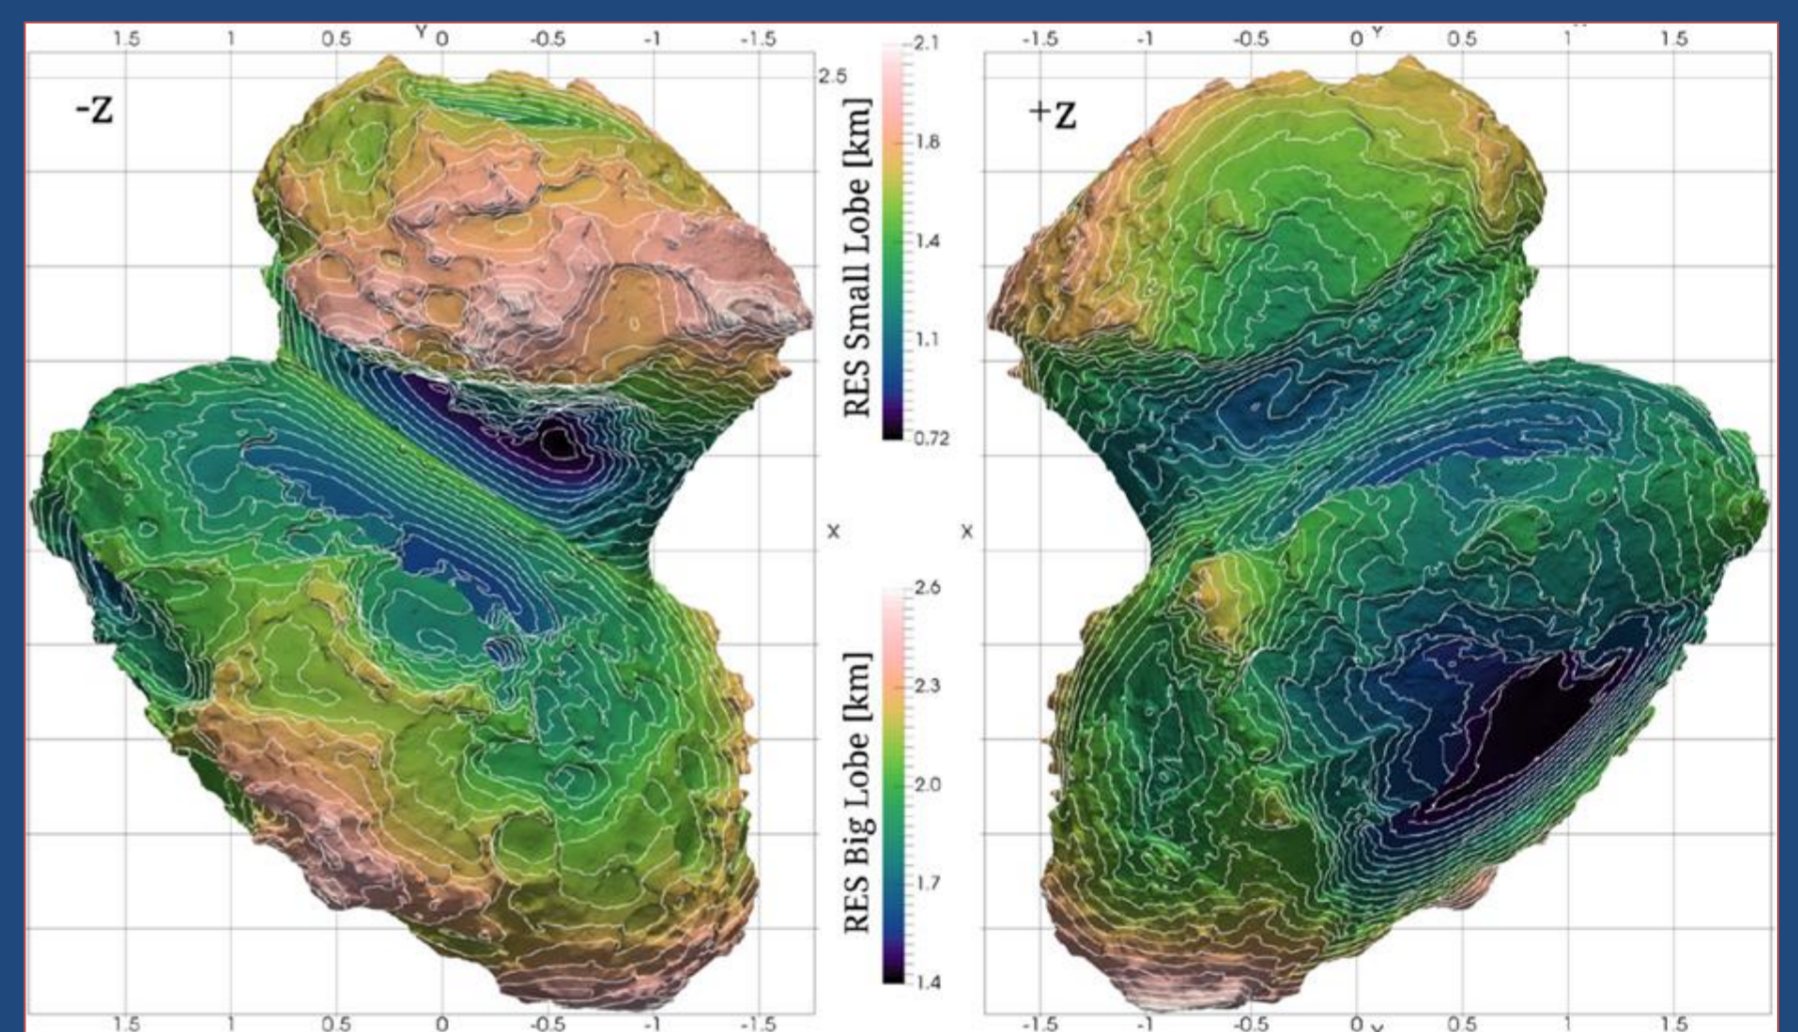 1.5 1 0.5 Y 0 -0.5 -1 -1.5
-1.5 -1 -0.5 0 Y 0.5 1 1.5
-Z
+Z
2.5
RES Small Lobe [km]
2.1
1.8
1.4
1.1
0.72
X
X
RES Big Lobe [km]
2.6
2.3
2.0
1.7
1.4
1.5 1 0.5 0 -0.5 -1 -1.5
-1.5 -1 -0.5 0 Y 0.5 1 1.5